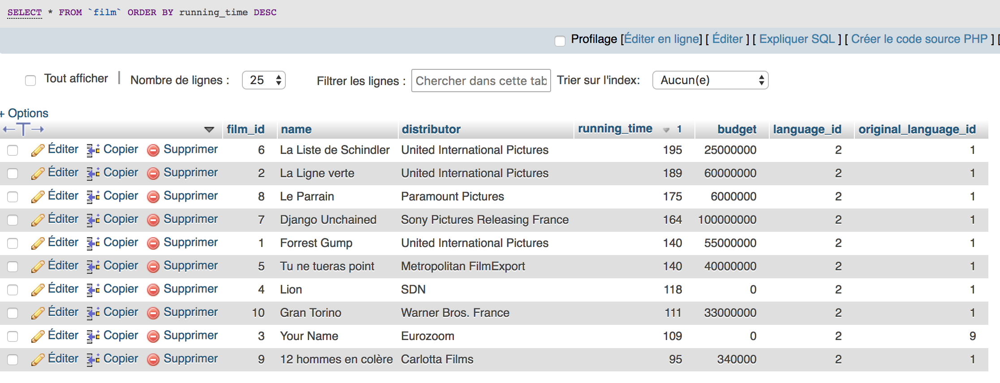 SELECT * FROM `film` ORDER BY running_time DESC
Profilage [Éditer en ligne] [ Éditer ] [ Expliquer SQL ] [ Créer le code source PHP ] [
Tout afficher | Nombre de lignes : 25 Filtrer les lignes : Chercher dans cette tab Trier sur l'index: Aucun(e)
+ Options
←T→ film_id name distributor running_time 1 budget language_id original_language_id
Éditer Copier Supprimer 6 La Liste de Schindler United International Pictures 195 25000000 2 1
Éditer Copier Supprimer 2 La Ligne verte United International Pictures 189 60000000 2 1
Éditer Copier Supprimer 8 Le Parrain Paramount Pictures 175 6000000 2 1
Éditer Copier Supprimer 7 Django Unchained Sony Pictures Releasing France 164 100000000 2 1
Éditer Copier Supprimer 1 Forrest Gump United International Pictures 140 55000000 2 1
Éditer Copier Supprimer 5 Tu ne tueras point Metropolitan FilmExport 140 40000000 2 1
Éditer Copier Supprimer 4 Lion SDN 118 0 2 1
Éditer Copier Supprimer 10 Gran Torino Warner Bros. France 111 33000000 2 1
Éditer Copier Supprimer 3 Your Name Eurozoom 109 0 2 9
Éditer Copier Supprimer 9 12 hommes en colère Carlotta Films 95 340000 2 1